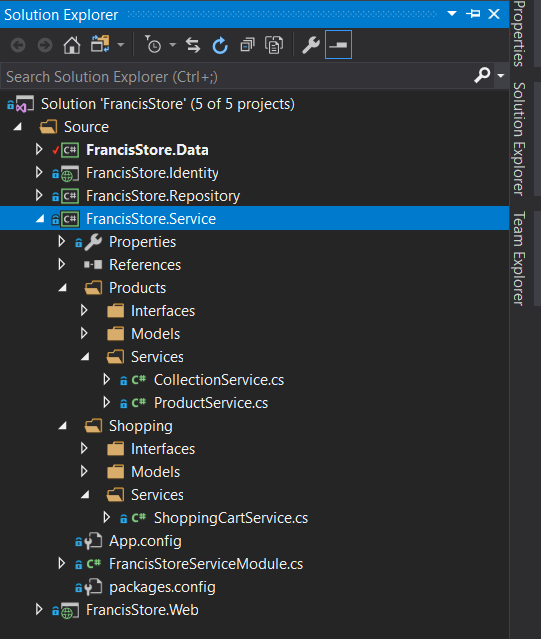 Solution Explorer
Search Solution Explorer (Ctrl+;)
Solution 'FrancisStore' (5 of 5 projects)
Source
C# FrancisStore.Data
FrancisStore.Identity
C# FrancisStore.Repository
C# FrancisStore.Service
Properties
References
Products
Interfaces
Models
Services
C# CollectionService.cs
C# ProductService.cs
Shopping
Interfaces
Models
Services
C# ShoppingCartService.cs
App.config
C# FrancisStoreServiceModule.cs
packages.config
FrancisStore.Web
Properties
Solution Explorer
Team Explorer